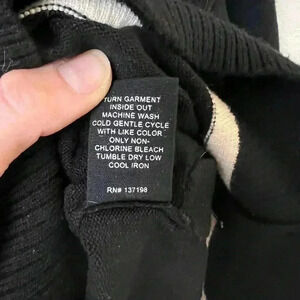 TURN GARMENT
INSIDE OUT
MACHINE WASH
COLD GENTLE CYCLE
WITH LIKE COLOR
ONLY NON-
CHLORINE BLEACH
TUMBLE DRY LOW
COOL IRON
RN# 137198